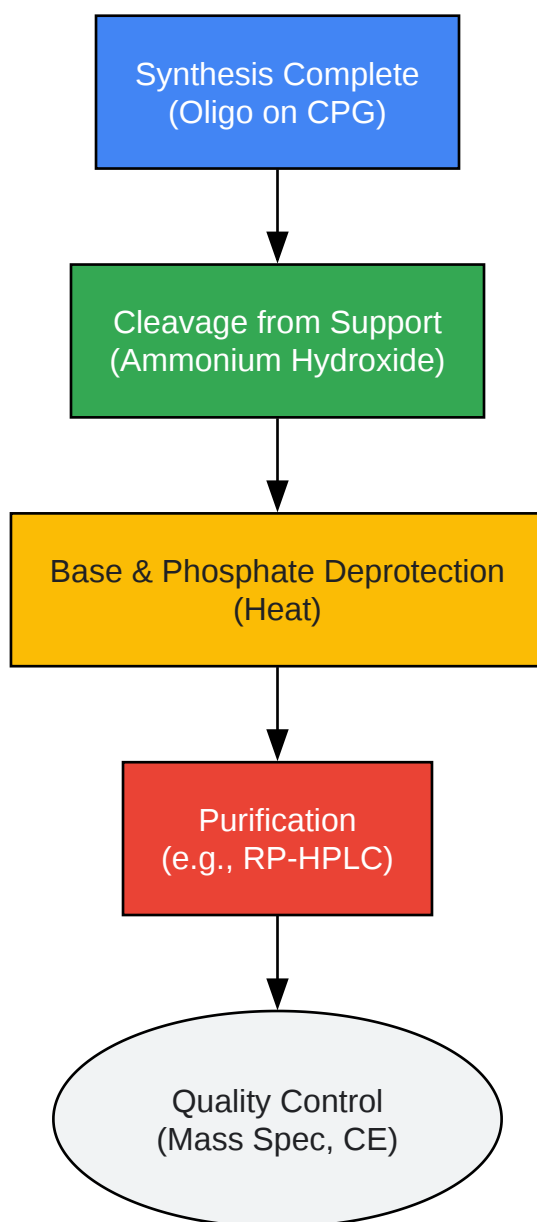 Synthesis Complete
(Oligo on CPG)
Cleavage from Support
(Ammonium Hydroxide)
Base & Phosphate Deprotection
(Heat)
Purification
(e.g., RP-HPLC)
Quality Control
(Mass Spec, CE)